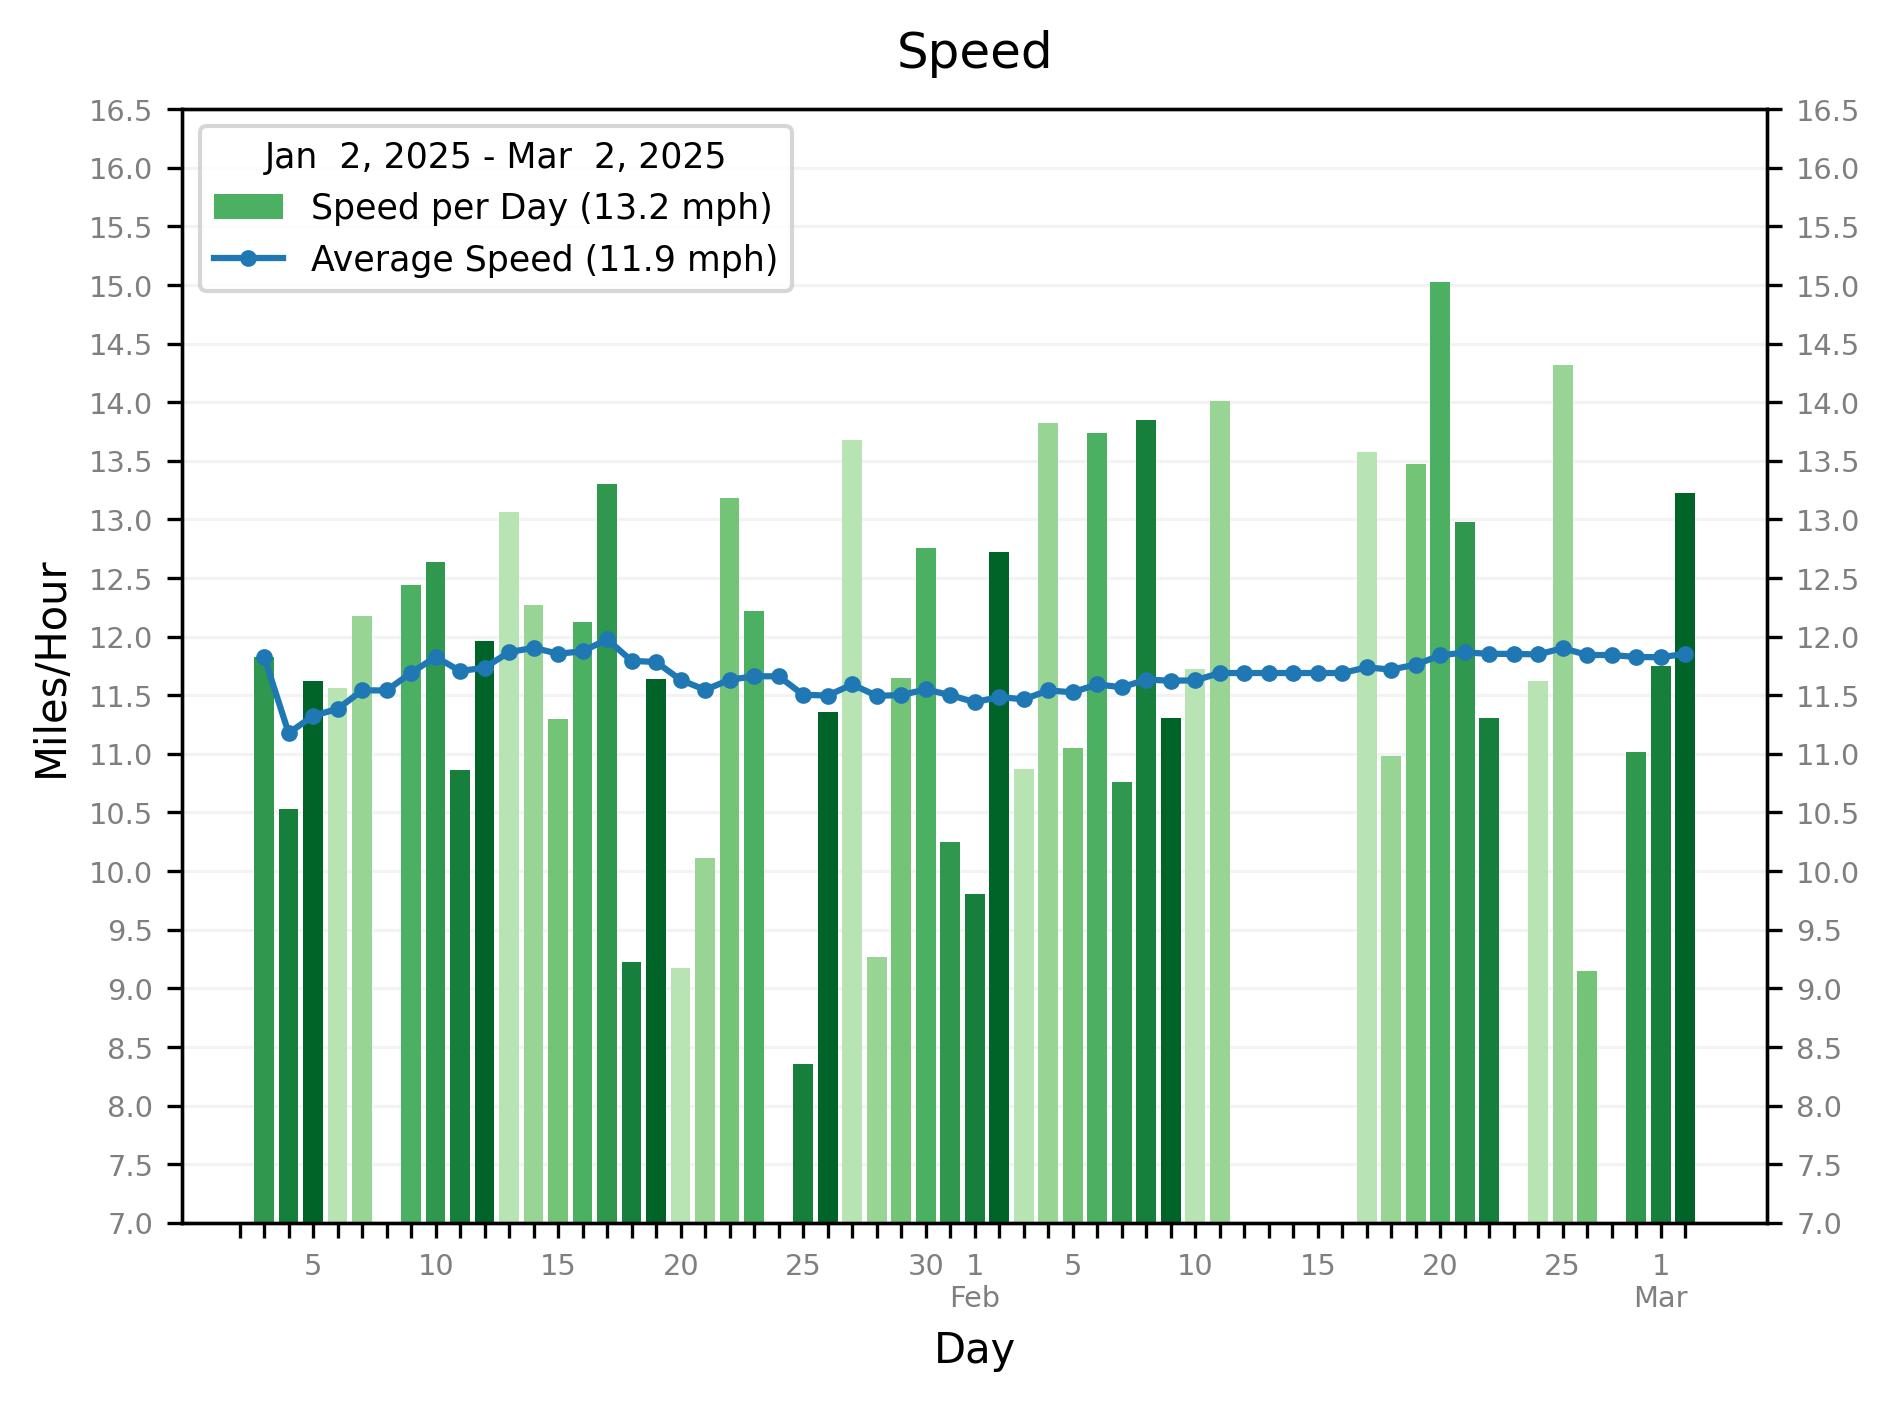 Speed
Jan  2, 2025 - Mar  2, 2025
Speed per Day (13.2 mph)
Average Speed (11.9 mph)
16.5 16.5
16.0 16.0
15.5 15.5
15.0 15.0
14.5 14.5
14.0 14.0
13.5 13.5
13.0 13.0
12.5 12.5
12.0 12.0
11.5 11.5
11.0 11.0
10.5 10.5
10.0 10.0
9.5 9.5
9.0 9.0
8.5 8.5
8.0 8.0
7.5 7.5
7.0 7.0
Miles/Hour
5 10 15 20 25 30 1 5 10 15 20 25 1
Feb Mar
Day